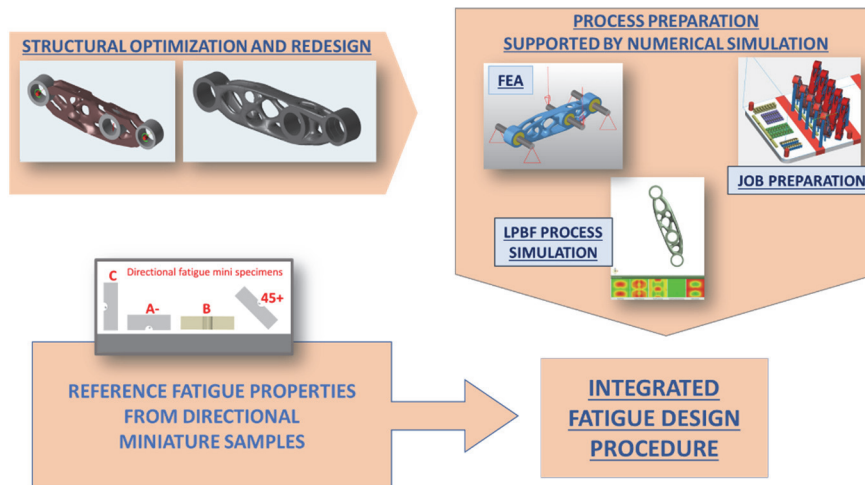 STRUCTURAL OPTIMIZATION AND REDESIGN
PROCESS PREPARATION
SUPPORTED BY NUMERICAL SIMULATION
FEA
JOB PREPARATION
LPBF PROCESS
SIMULATION
Directional fatigue mini specimens
C
A-
B
45+
REFERENCE FATIGUE PROPERTIES
FROM DIRECTIONAL
MINIATURE SAMPLES
INTEGRATED
FATIGUE DESIGN
PROCEDURE